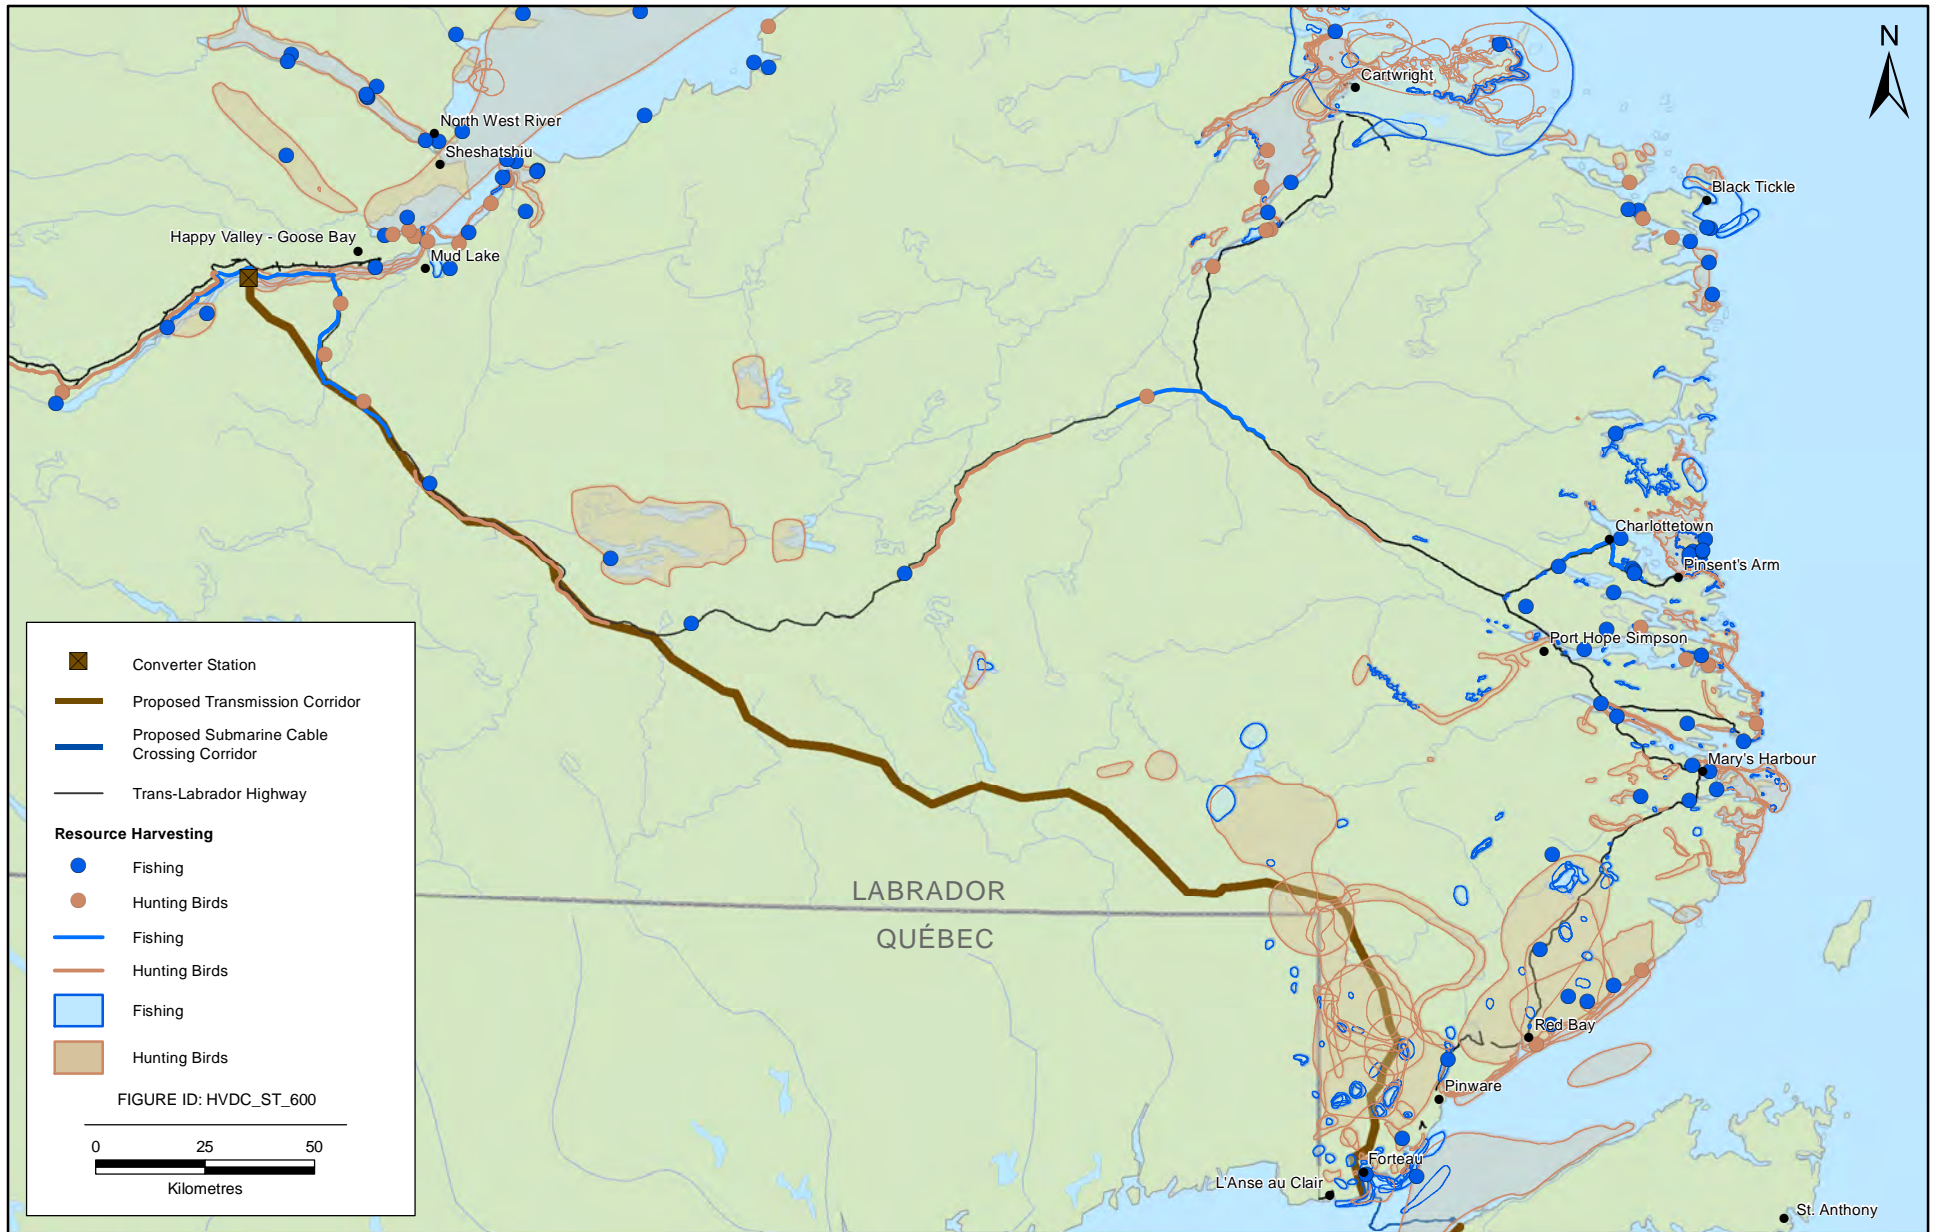 N
Cartwright
North West River
Sheshatshiu
Black Tickle
Happy Valley - Goose Bay
Mud Lake
Charlottetown
Pinsent's Arm
Port Hope Simpson
Mary's Harbour
LABRADOR
QUÉBEC
Red Bay
Pinware
Forteau
L'Anse au Clair
St. Anthony
Converter Station
Proposed Transmission Corridor
Proposed Submarine Cable
Crossing Corridor
Trans-Labrador Highway
Resource Harvesting
Fishing
Hunting Birds
Fishing
Hunting Birds
Fishing
Hunting Birds
FIGURE ID: HVDC_ST_600
0 25 50
Kilometres